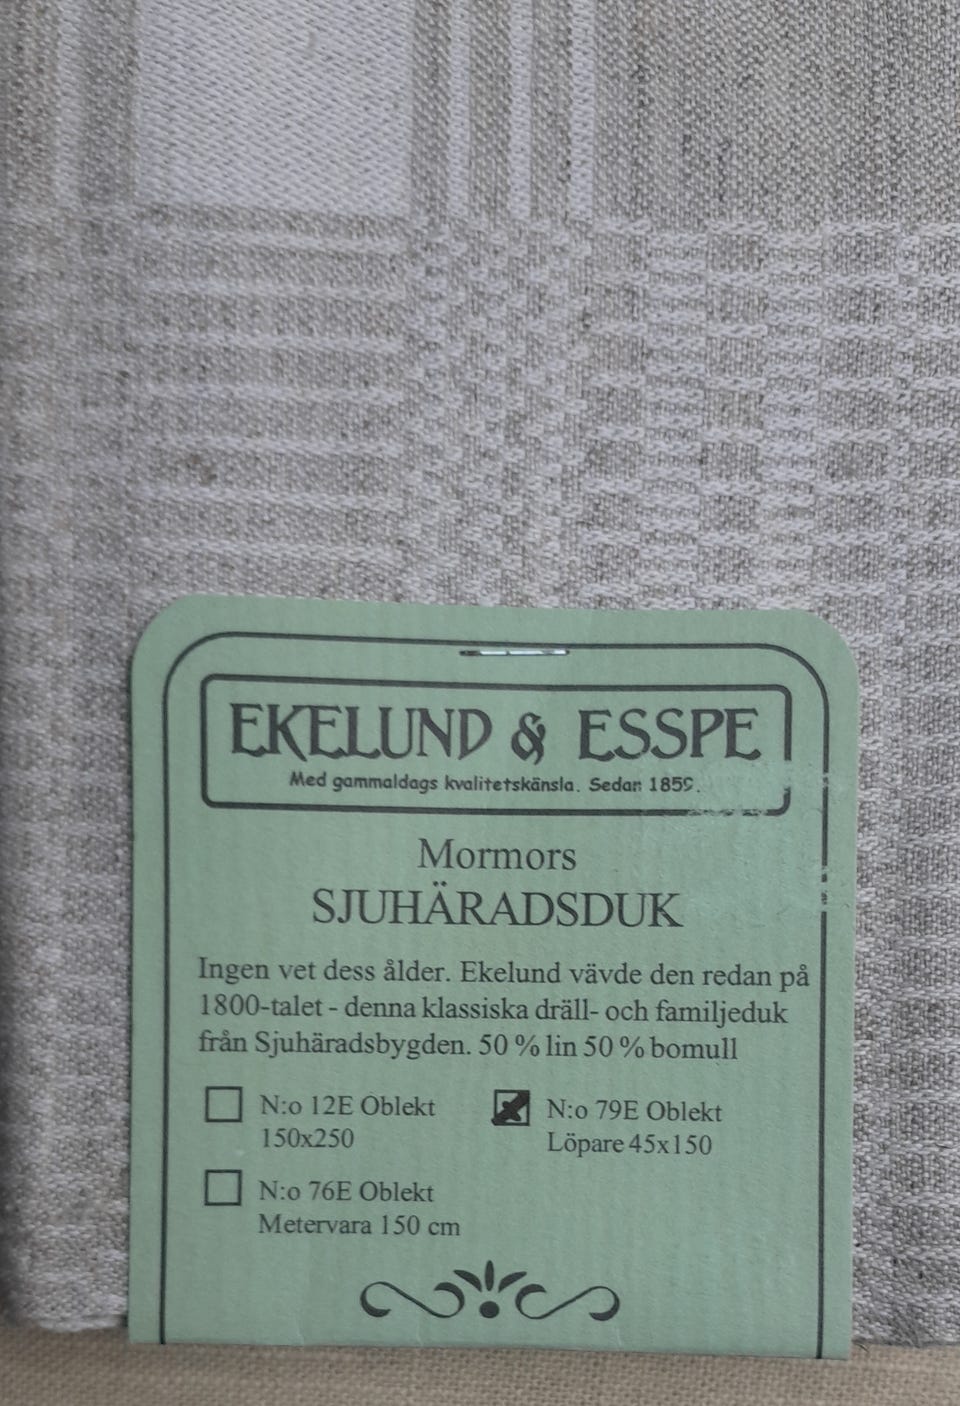 EKELUND & ESSPE
Med gammaldags kvalitetskänsla. Sedan 1859.
Mormors
SJUHÄRADSDUK
Ingen vet dess ålder. Ekelund vävde den redan på
1800-talet - denna klassiska dräll- och familjeduk
från Sjuhäradsbygden. 50 % lin 50 % bomull
N:o 12E Oblekt
150x250
N:o 79E Oblekt
Löpare 45x150
N:o 76E Oblekt
Metervara 150 cm